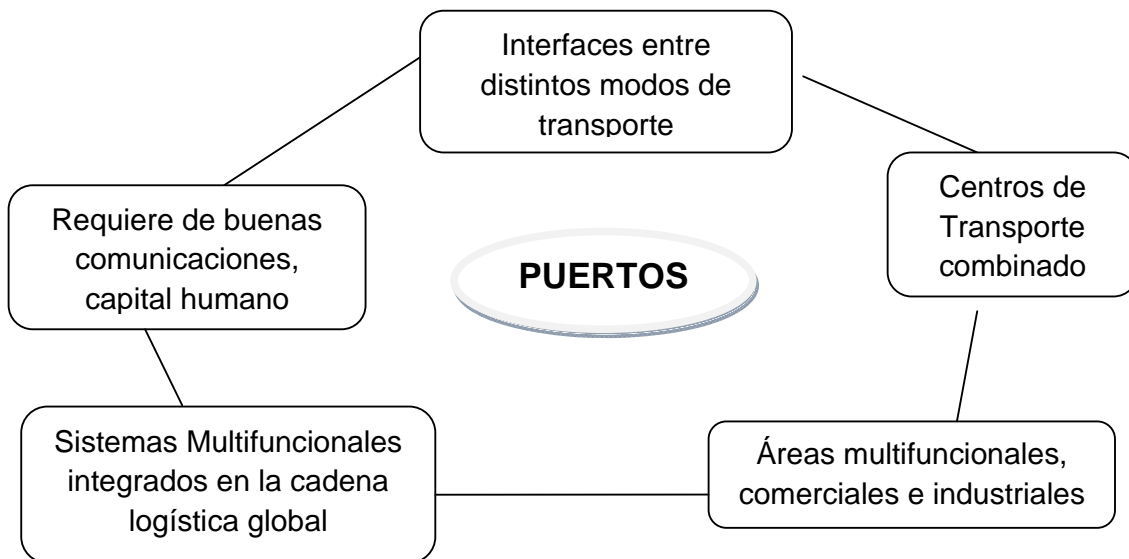 Interfaces entre
distintos modos de
transporte
Centros de
Transporte
combinado
Requiere de buenas
comunicaciones,
capital humano
PUERTOS
Sistemas Multifuncionales
integrados en la cadena
logística global
Áreas multifuncionales,
comerciales e industriales